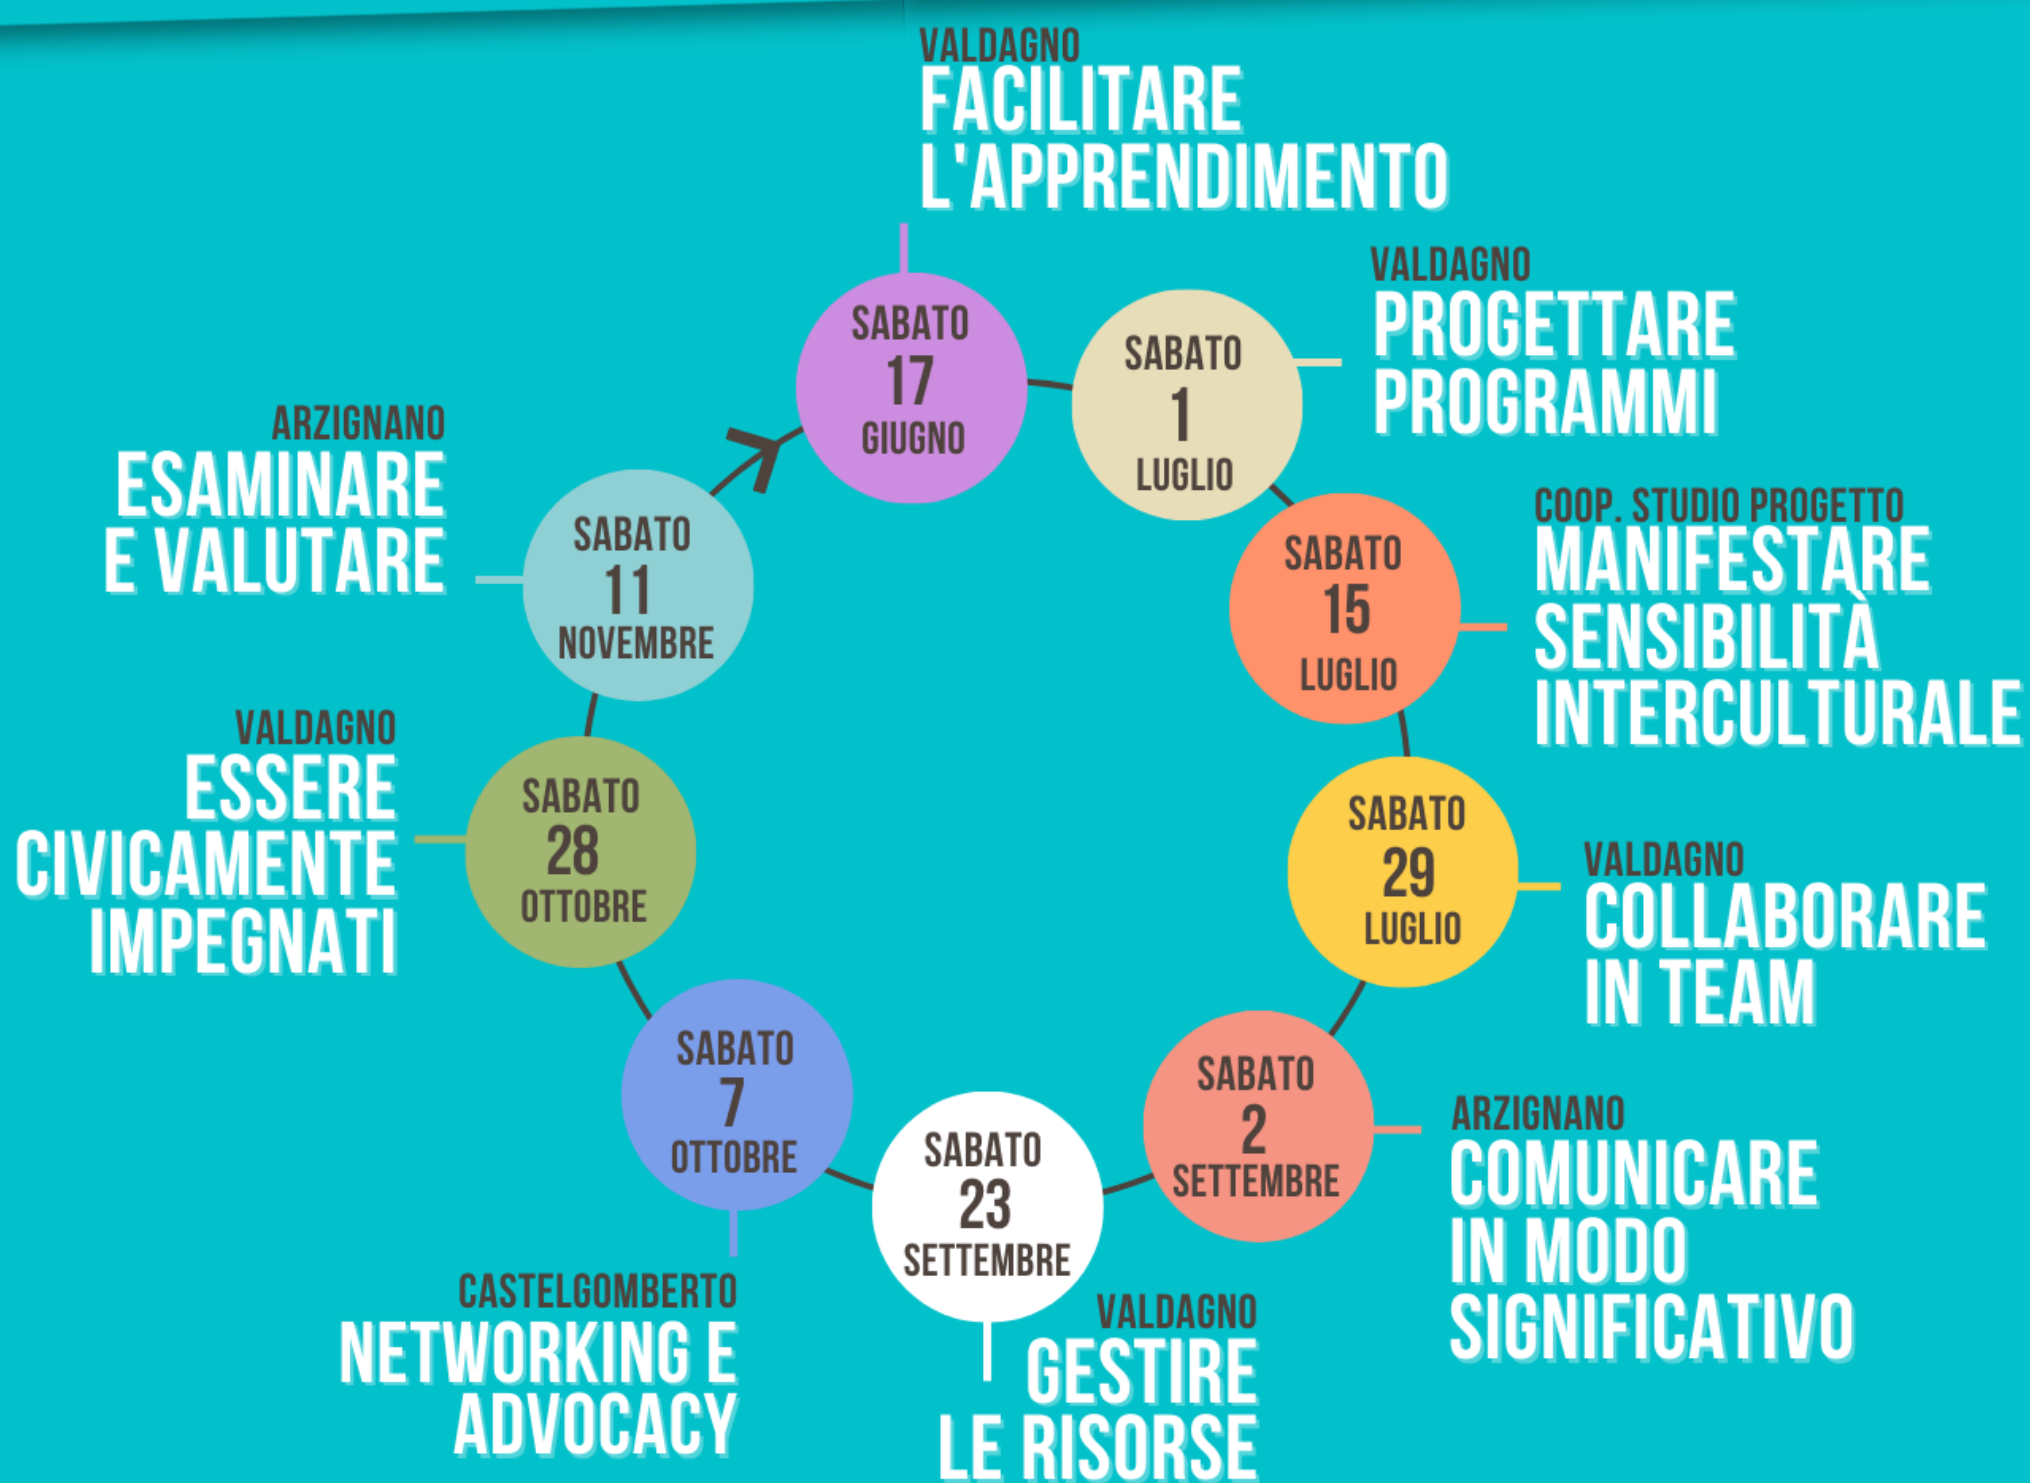 VALDAGNO
FACILITARE
L'APPRENDIMENTO
SABATO
17
GIUGNO
VALDAGNO
PROGETTARE
PROGRAMMI
SABATO
1
LUGLIO
COOP. STUDIO PROGETTO
MANIFESTARE
SENSIBILITÀ
INTERCULTURALE
SABATO
15
LUGLIO
VALDAGNO
COLLABORARE
IN TEAM
SABATO
29
LUGLIO
ARZIGNANO
COMUNICARE
IN MODO
SIGNIFICATIVO
SABATO
2
SETTEMBRE
VALDAGNO
GESTIRE
LE RISORSE
SABATO
23
SETTEMBRE
CASTELGOMBERTO
NETWORKING E
ADVOCACY
SABATO
7
OTTOBRE
VALDAGNO
ESSERE
CIVICAMENTE
IMPEGNATI
SABATO
28
OTTOBRE
ARZIGNANO
ESAMINARE
E VALUTARE
SABATO
11
NOVEMBRE